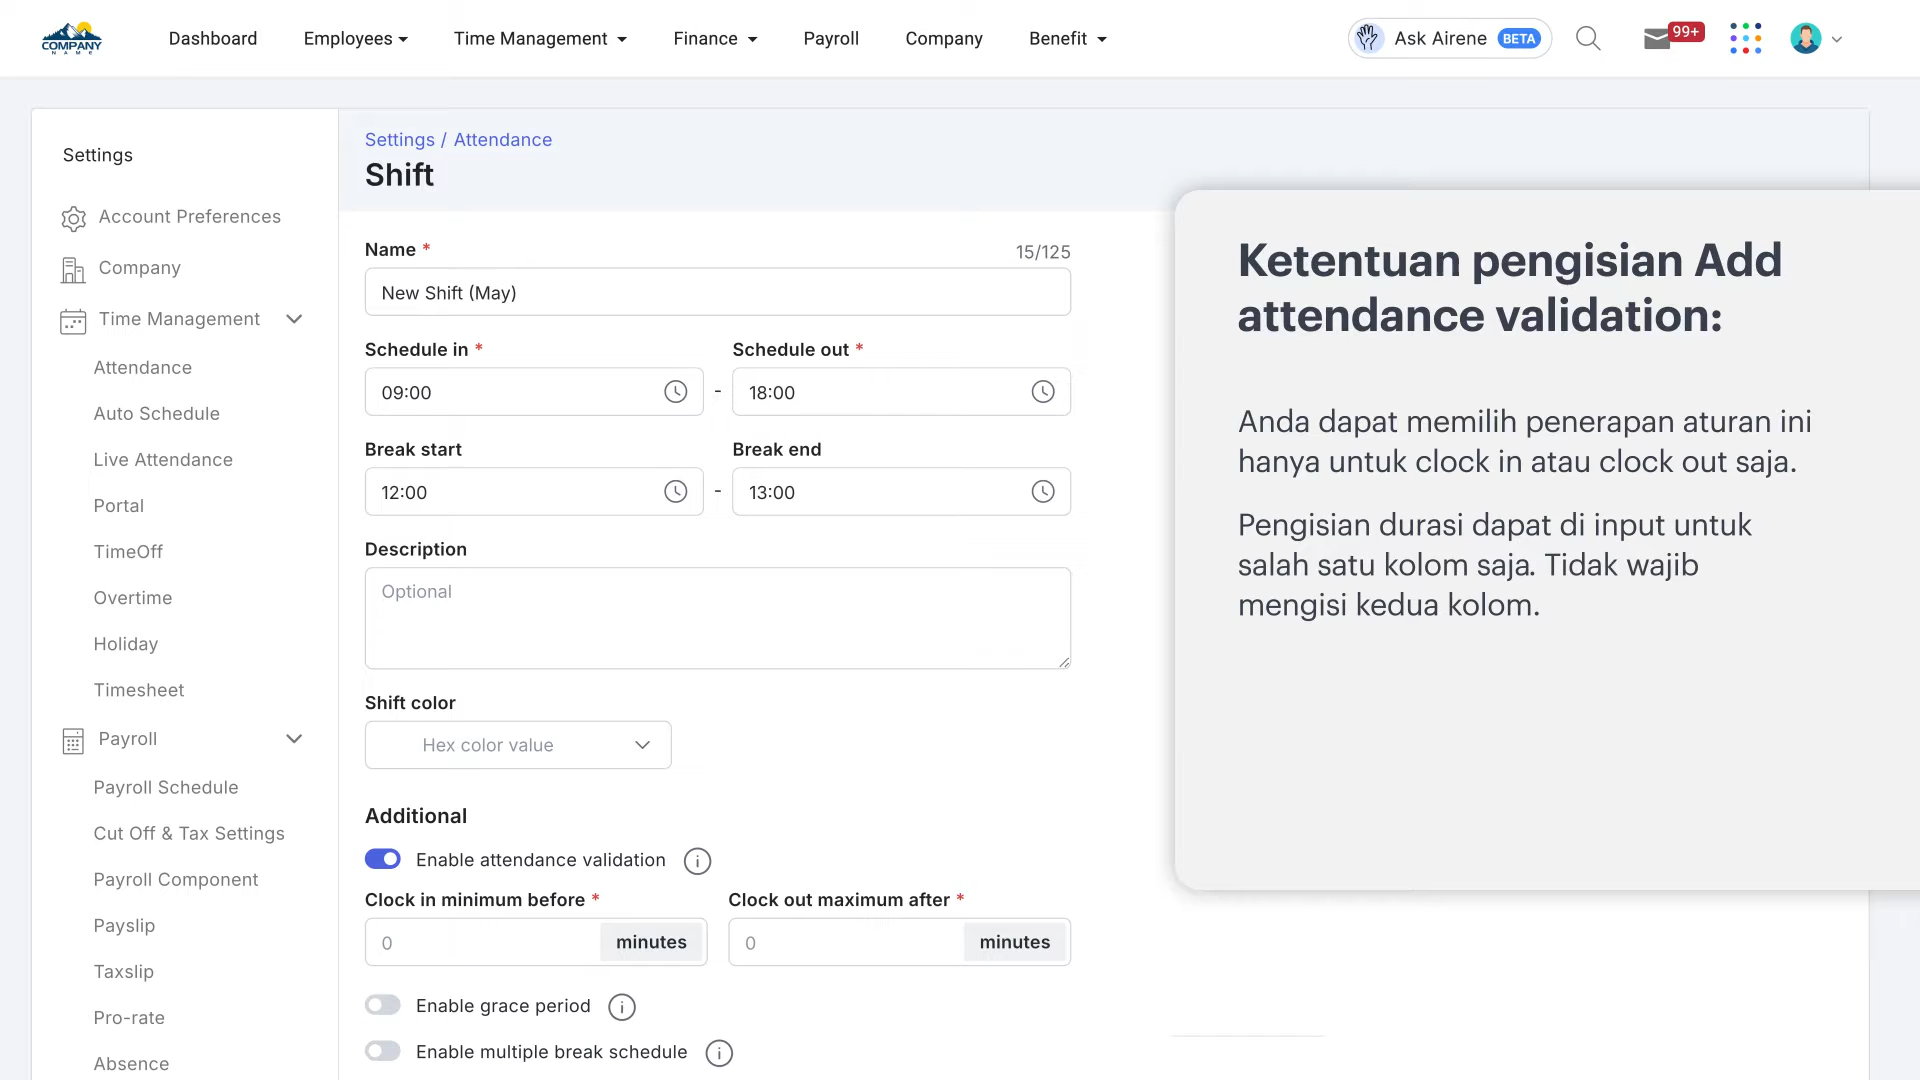 COMPANY
NAME
Dashboard
Employees
Time Management
Finance
Payroll
Company
Benefit
Ask Airene BETA
99+
Settings
Account Preferences
Company
Time Management
Attendance
Auto Schedule
Live Attendance
Portal
TimeOff
Overtime
Holiday
Timesheet
Payroll
Payroll Schedule
Cut Off & Tax Settings
Payroll Component
Payslip
Taxslip
Pro-rate
Absence
Settings / Attendance
Shift
Name * 15/125
New Shift (May)
Schedule in * Schedule out *
09:00 - 18:00
Break start Break end
12:00 - 13:00
Description
Optional
Shift color
Hex color value
Additional
Enable attendance validation
Clock in minimum before * Clock out maximum after *
0 minutes 0 minutes
Enable grace period
Enable multiple break schedule
Ketentuan pengisian Add
attendance validation:
Anda dapat memilih penerapan aturan ini
hanya untuk clock in atau clock out saja.
Pengisian durasi dapat di input untuk
salah satu kolom saja. Tidak wajib
mengisi kedua kolom.